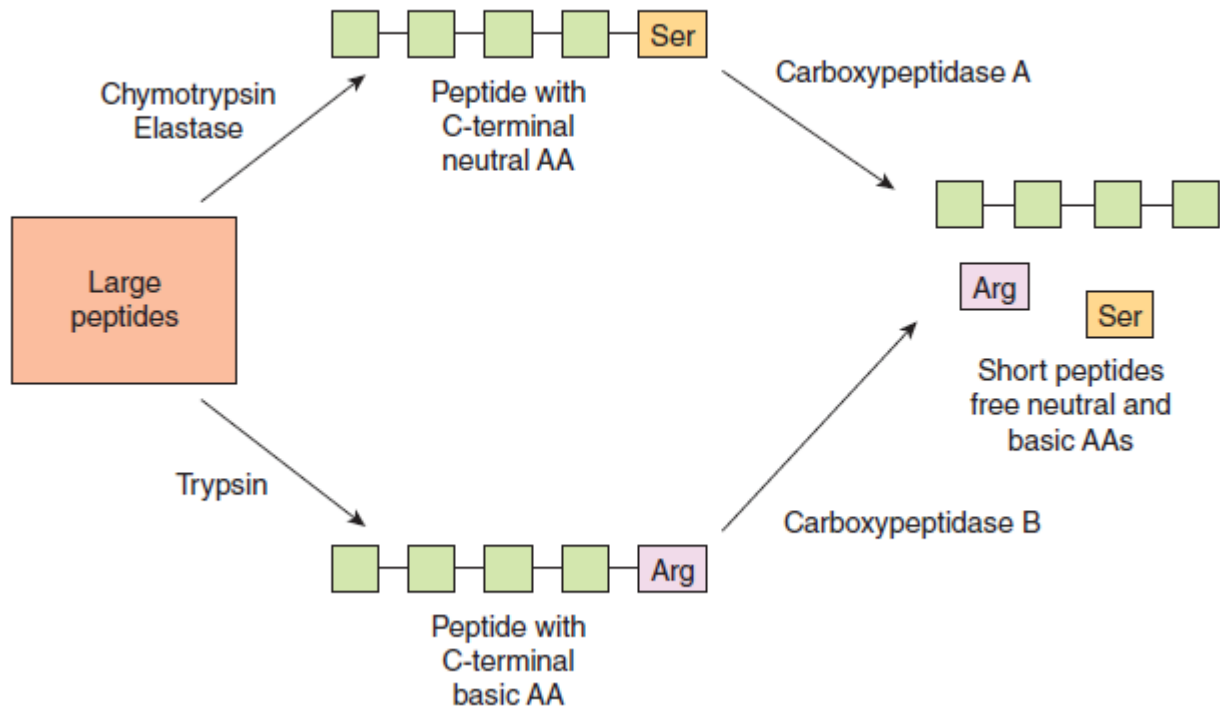 Ser
Chymotrypsin
Elastase
Peptide with
C-terminal
neutral AA
Carboxypeptidase A
Large
peptides
Arg
Ser
Short peptides
free neutral and
basic AAs
Trypsin
Carboxypeptidase B
Arg
Peptide with
C-terminal
basic AA